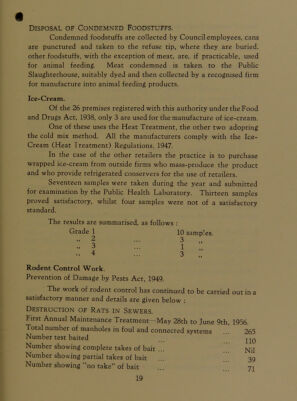 DISPOSAL OF CONDEMNED FOODSTUFFS.
Condemned foodstuffs are collected by Council employees, cans
are punctured and taken to the refuse tip, where they are buried.
other foodstuffs, with the exception of meat, are, if practicable, used
for animal feeding. Meat condemned is taken to the Public
Slaughterhouse, suitably dyed and then collected by a recognised firm
for manufacture into animal feeding products.
Ice-Cream.
Of the 26 premises registered with this authority under the Food
and Drugs Act, 1938, only 3 are used for the manufacture of ice-cream.
One of these uses the Heat Treatment, the other two adopting
the cold mix method. All the manufacturers comply with the Ice-
Cream (Heat Treatment) Regulations, 1947.
In the case of the other retailers the practice is to purchase
wrapped ice-cream from outside firms who mass-produce the product
and who provide refrigerated conservers for the use of retailers.
Seventeen samples were taken during the year and submitted
for examination by the Public Health Laboratory. Thirteen samples
proved satisfactory, whilst four samples were not of a satisfactory
standard.
The results are summarised, as follows :
Grade 1 10 samples.
„ 2 ... 3 „
„ 3 ... 1 „
„ 4 ... 3 „
Rodent Control Work.
Prevention of Damage by Pests Act, 1949.
The work of rodent control has continued to be carried out in a
satisfactory manner and details are given below ;
DESTRUCTION OF RATS IN SEWERS.
First Annual Maintenance Treatment—May 28th to June 9th, 1956.
Total number of manholes in foul and connected systems ... 265
Number test baited ... ... 110
Number showing complete takes of bait ... ... Nil
Number showing partial takes of bait ... ... 39
Number showing "no take" of bait ... ... 71
19